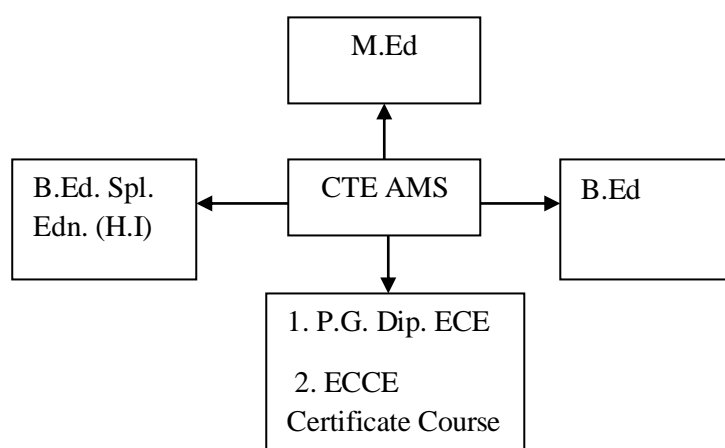 M.Ed
B.Ed. Spl.
Edn. (H.I)
CTE AMS
B.Ed
1. P.G. Dip. ECE
2. ECCE
Certificate Course